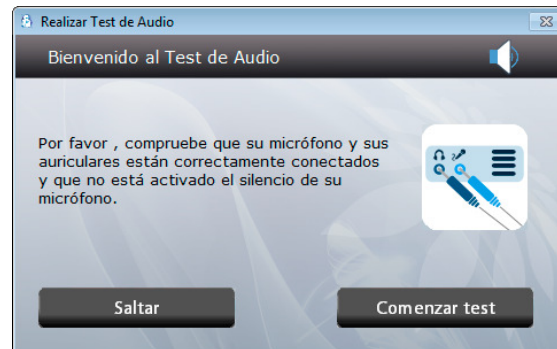 Realizar Test de Audio
Bienvenido al Test de Audio
Por favor , compruebe que su micrófono y sus
auriculares están correctamente conectados
y que no está activado el silencio de su
micrófono.
Saltar
Comenzar test